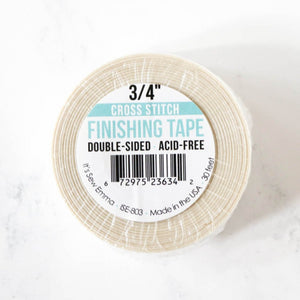 3/4"
CROSS STITCH
FINISHING TAPE
DOUBLE-SIDED · ACID-FREE
6 72975 23634 2
It's Sew Emma · ISE-803 · Made in the USA · 30 feet